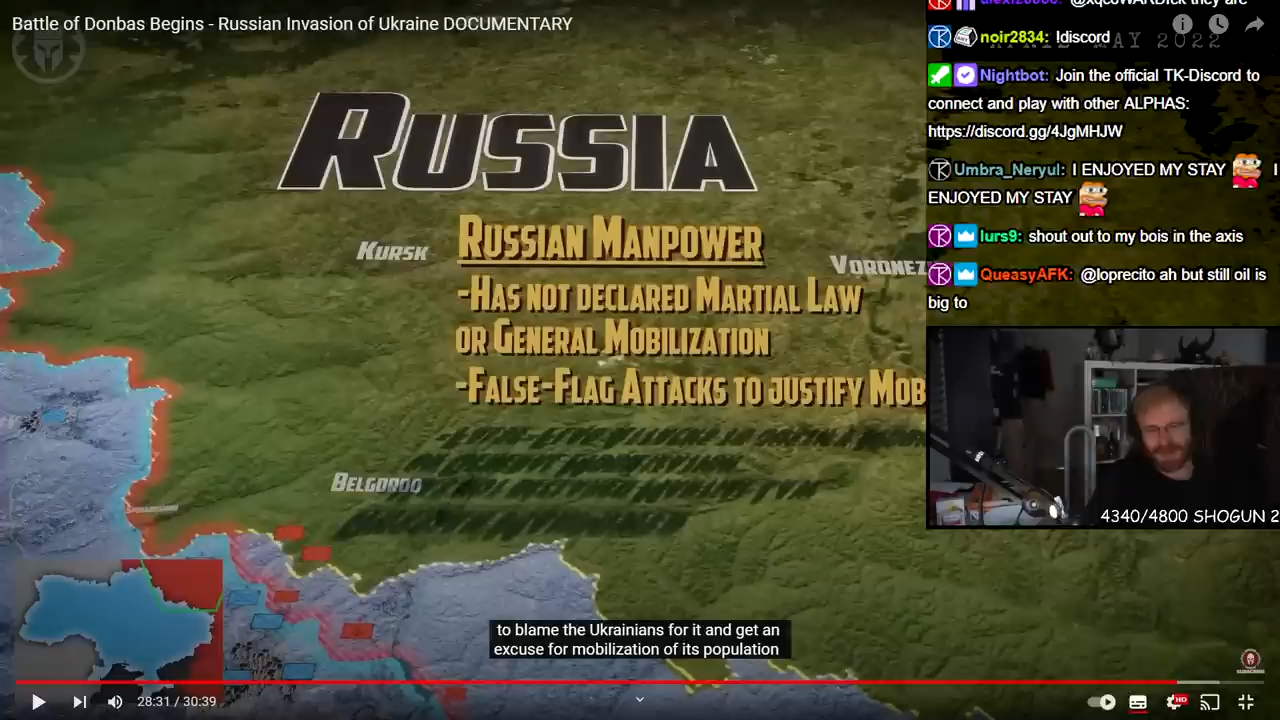 Battle of Donbas Begins - Russian Invasion of Ukraine DOCUMENTARY
MAY 2022
RUSSIA
RUSSIAN MANPOWER
KURSK
VORONEZ
-HAS NOT DECLARED MARTIAL LAW
OR GENERAL MOBILIZATION
-FALSE-FLAG ATTACKS TO JUSTIFY MOB
BELGOROD
to blame the Ukrainians for it and get an
excuse for mobilization of its population
28:31 / 30:39
HD
noir2834: !discord
Nightbot: Join the official TK-Discord to
connect and play with other ALPHAS:
https://discord.gg/4JgMHJW
Umbra_Neryul: I ENJOYED MY STAY I
ENJOYED MY STAY
lurs9: shout out to my bois in the axis
QueasyAFK: @loprecito ah but still oil is
big to
4340/4800 SHOGUN 2